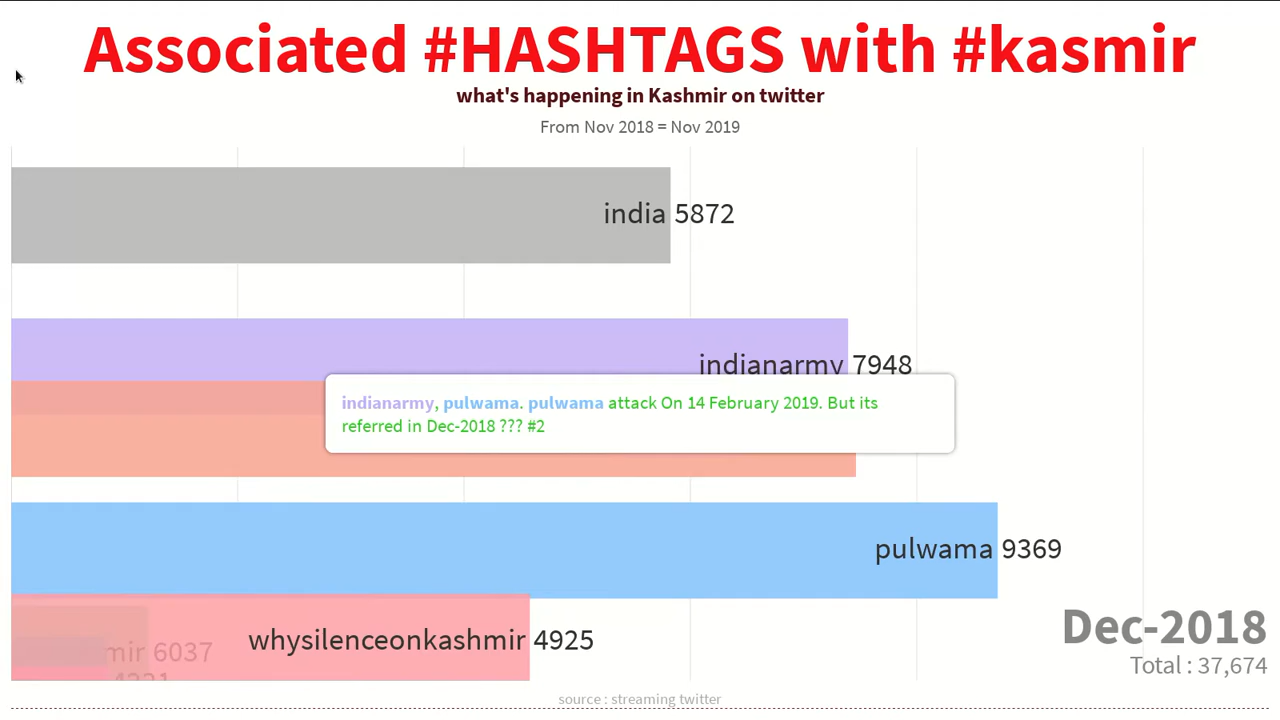 Associated #HASHTAGS with #kasmir
what's happening in Kashmir on twitter
From Nov 2018 = Nov 2019
india 5872
indianarmy 7948
indianarmy, pulwama. pulwama attack On 14 February 2019. But its
referred in Dec-2018 ??? #2
pulwama 9369
Dec-2018
whysilenceonkashmir 4925
6037
Total : 37,674
source : streaming twitter